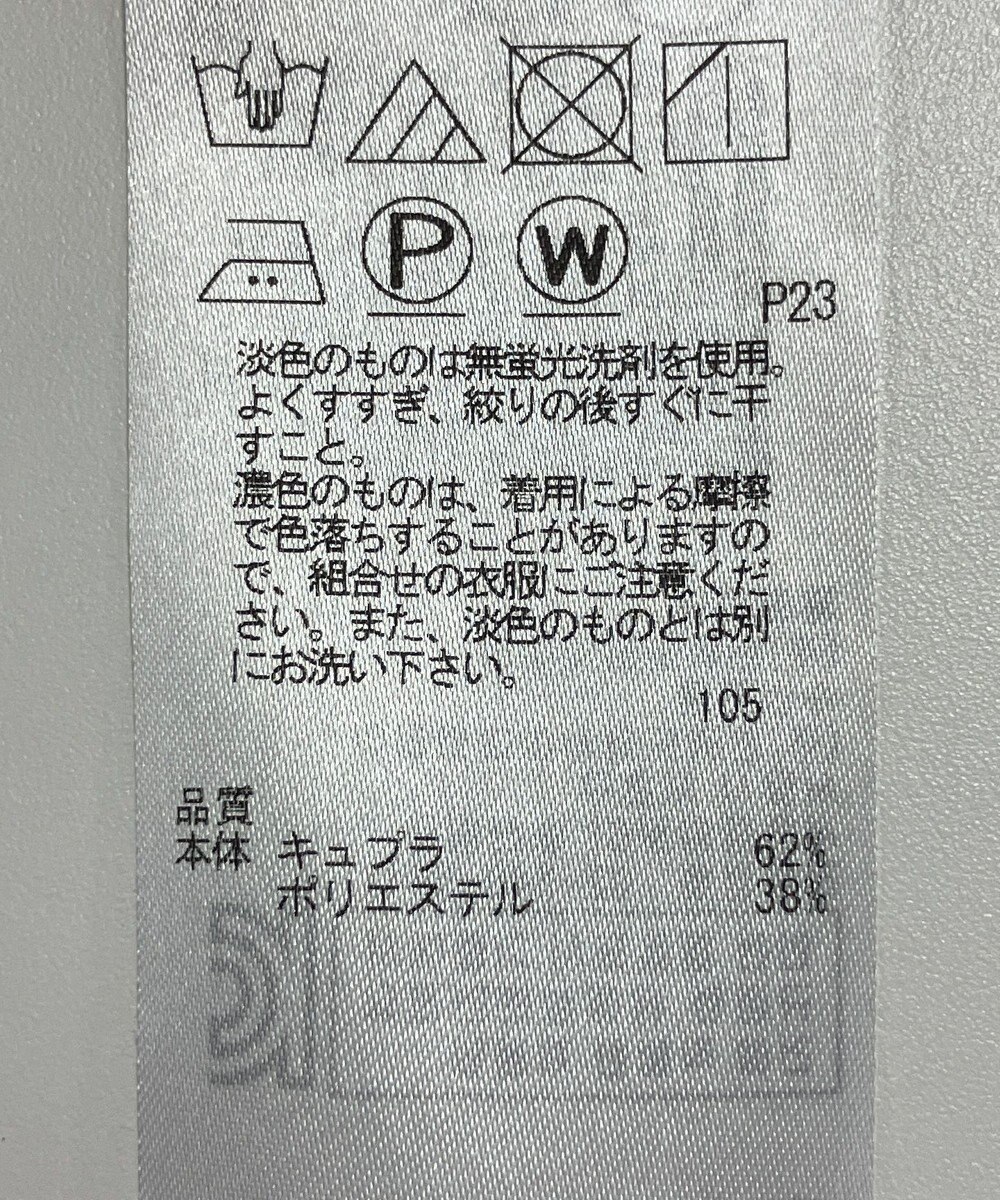 P W
P23
淡色のものは無蛍光洗剤を使用。
よくすすぎ、絞りの後すぐに干
すこと。
濃色のものは、着用による摩擦
で色落ちすることがありますの
で、組合せの衣服にご注意くだ
さい。また、淡色のものとは別
にお洗い下さい。
105
品質
本体 キュプラ 62%
ポリエステル 38%